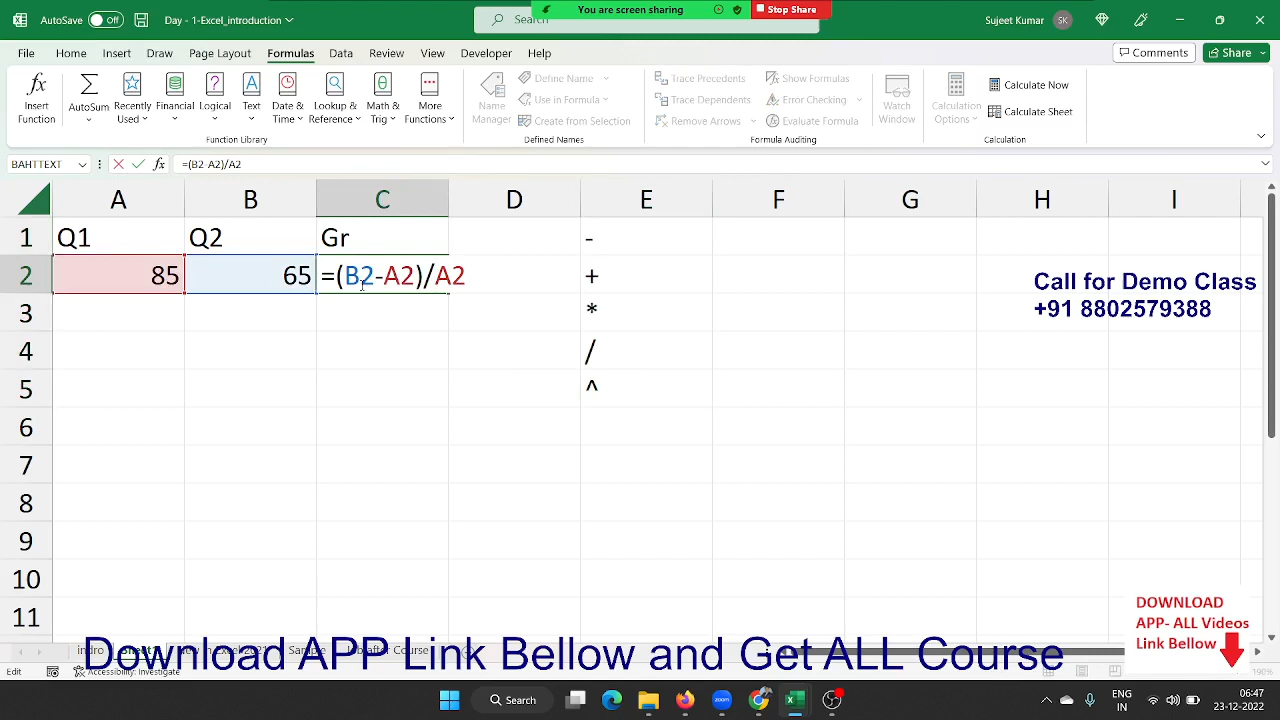 AutoSave Off
Day - 1-Excel_introduction
Search
You are screen sharing
Stop Share
Sujeet Kumar SK
File Home Insert Draw Page Layout Formulas Data Review View Developer Help
Comments Share
Insert Function
AutoSum
Recently Used
Financial
Logical
Text
Date & Time
Lookup & Reference
Math & Trig
More Functions
Function Library
Name Manager
Define Name
Use in Formula
Create from Selection
Defined Names
Trace Precedents
Trace Dependents
Remove Arrows
Show Formulas
Error Checking
Evaluate Formula
Formula Auditing
Watch Window
Calculation Options
Calculate Now
Calculate Sheet
Calculation
BAHTTEXT fx =(B2-A2)/A2
A B C D E F G H I
1 Q1 Q2 Gr -
2 85 65 =(B2-A2)/A2 +
3 *
4 /
5 ^
6
7
8
9
10
11
Call for Demo Class
+91 8802579388
DOWNLOAD
APP- ALL Videos
Link Bellow
intro
Sample
Download APP Link Bellow and Get ALL Course
Edit
Accessibility: Investigate
190%
Search
zoom
ENG
IN
06:47
23-12-2022